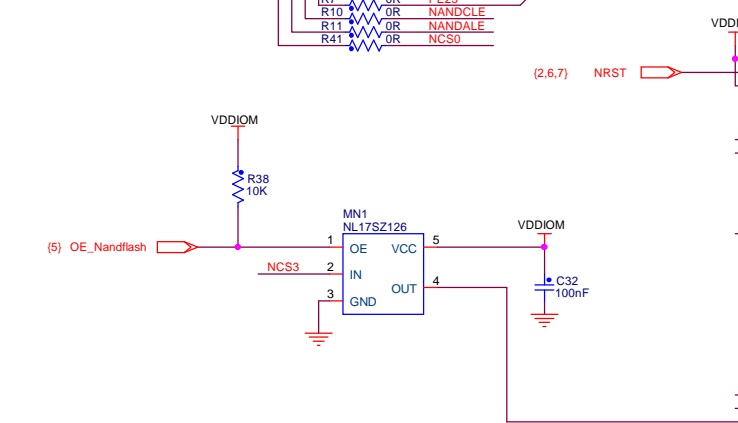 R10 0R NANDCLE
R11 0R NANDALE
R41 0R NCS0
{2,6,7} NRST
VDDIOM
R38
10K
MN1
NL17SZ126
VDDIOM
{5} OE_Nandflash
1 OE VCC 5
NCS3 2 IN
OUT 4
3 GND
C32
100nF